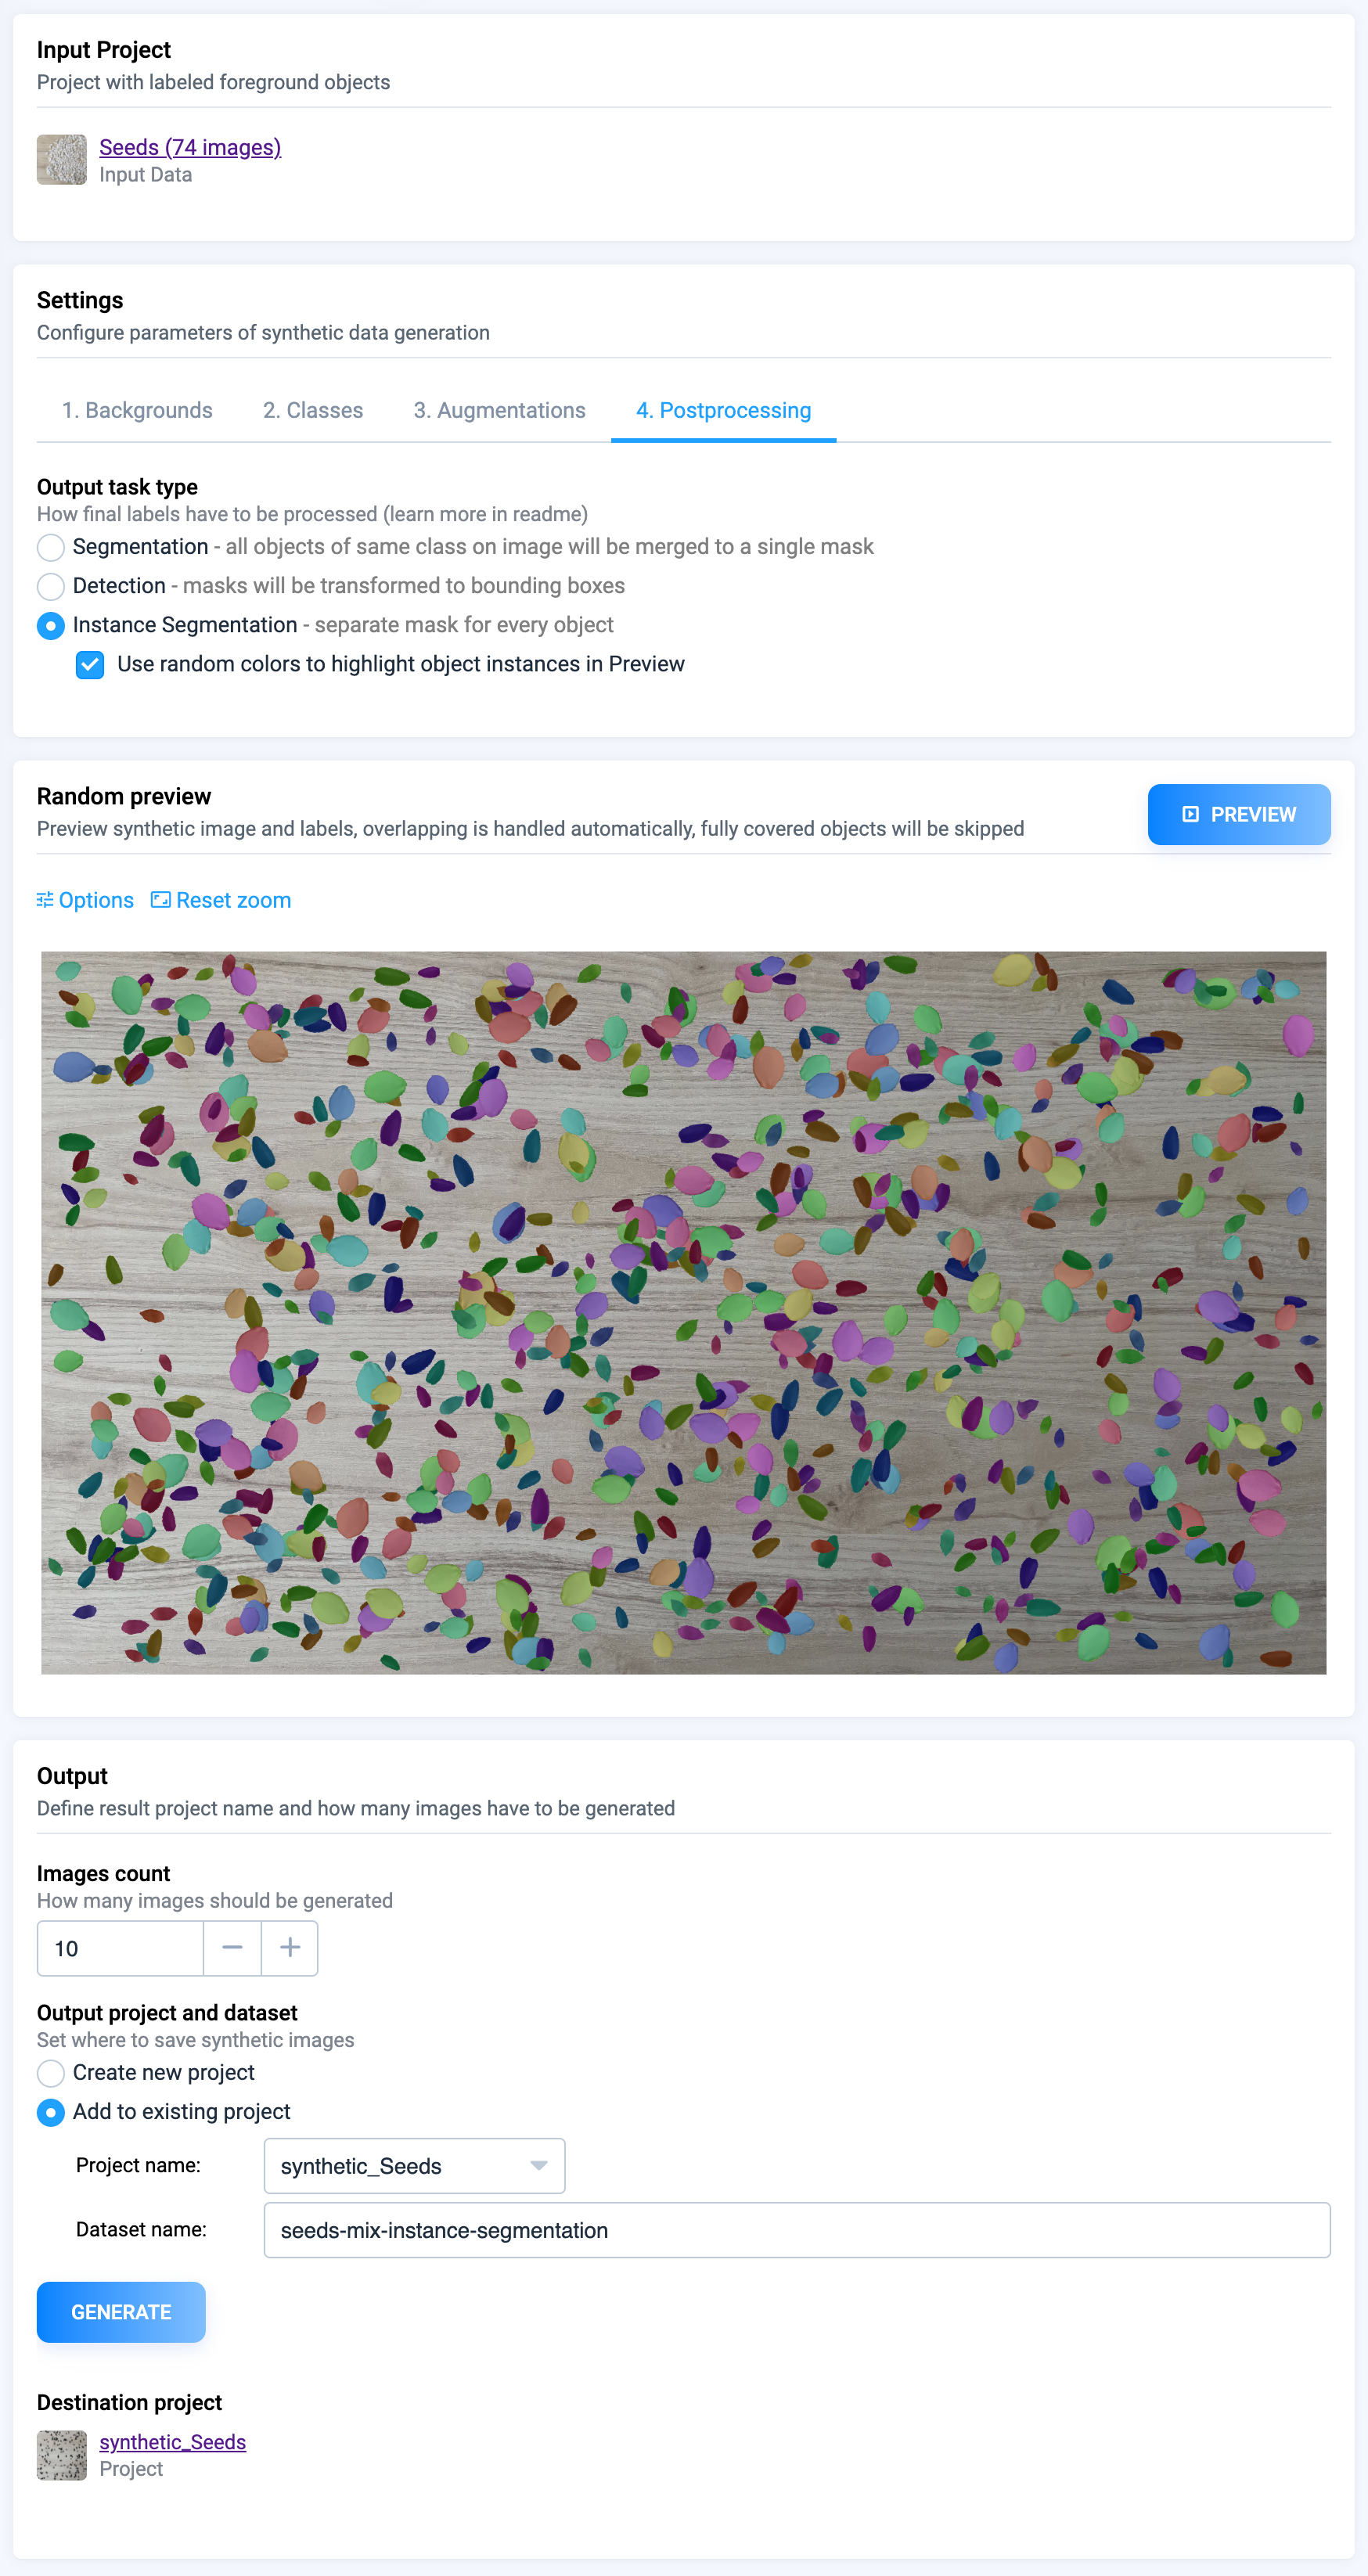 Input Project
Project with labeled foreground objects
Seeds (74 images)
Input Data
Settings
Configure parameters of synthetic data generation
1. Backgrounds 2. Classes 3. Augmentations 4. Postprocessing
Output task type
How final labels have to be processed (learn more in readme)
Segmentation - all objects of same class on image will be merged to a single mask
Detection - masks will be transformed to bounding boxes
Instance Segmentation - separate mask for every object
Use random colors to highlight object instances in Preview
Random preview
Preview synthetic image and labels, overlapping is handled automatically, fully covered objects will be skipped
PREVIEW
Options Reset zoom
Output
Define result project name and how many images have to be generated
Images count
How many images should be generated
10
Output project and dataset
Set where to save synthetic images
Create new project
Add to existing project
Project name: synthetic_Seeds
Dataset name: seeds-mix-instance-segmentation
GENERATE
Destination project
synthetic_Seeds
Project